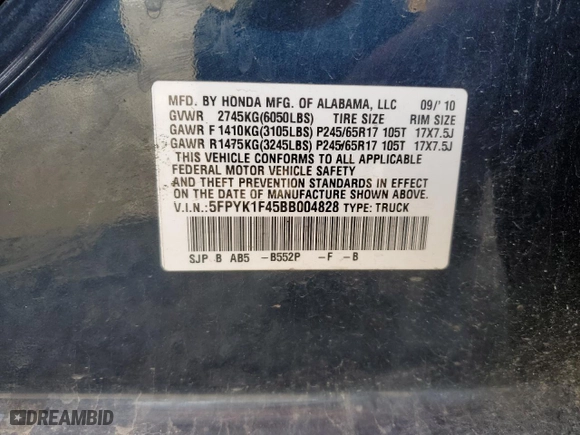 MFD. BY HONDA MFG. OF ALABAMA, LLC 09/'10
GVWR 2745KG(6050LBS) TIRE SIZE RIM SIZE
GAWR F 1410KG(3105LBS) P245/65R17 105T 17X7.5J
GAWR R1475KG(3245LBS) P245/65R17 105T 17X7.5J
THIS VEHICLE CONFORMS TO ALL APPLICABLE
FEDERAL MOTOR VEHICLE SAFETY
AND THEFT PREVENTION STANDARDS IN EFFECT
ON THE DATE OF MANUFACTURE SHOWN ABOVE.
V.I.N.:5FPYK1F45BB004828 TYPE: TRUCK
SJP B AB5 -B552P -F -B
DREAMBID